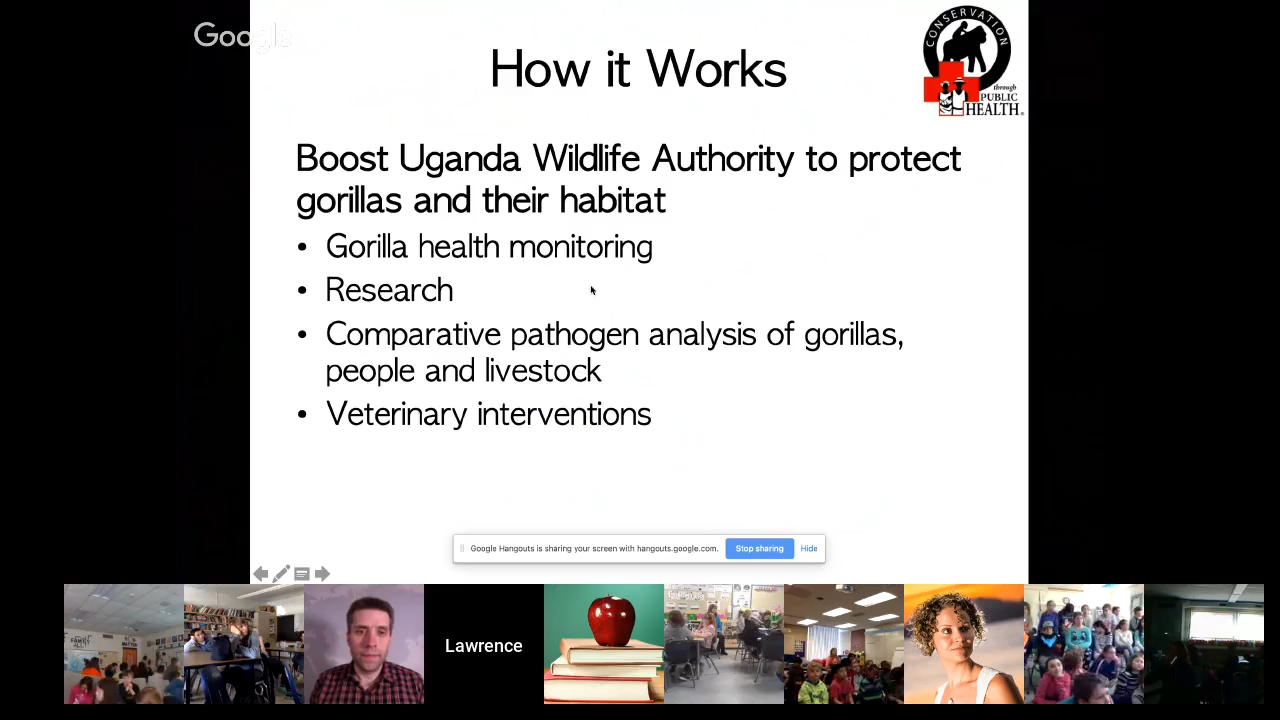 Google
How it Works
CONSERVATION
through
PUBLIC
HEALTH
Boost Uganda Wildlife Authority to protect
gorillas and their habitat
• Gorilla health monitoring
• Research
• Comparative pathogen analysis of gorillas,
people and livestock
• Veterinary interventions
Google Hangouts is sharing your screen with hangouts.google.com. Stop sharing Hide
Lawrence